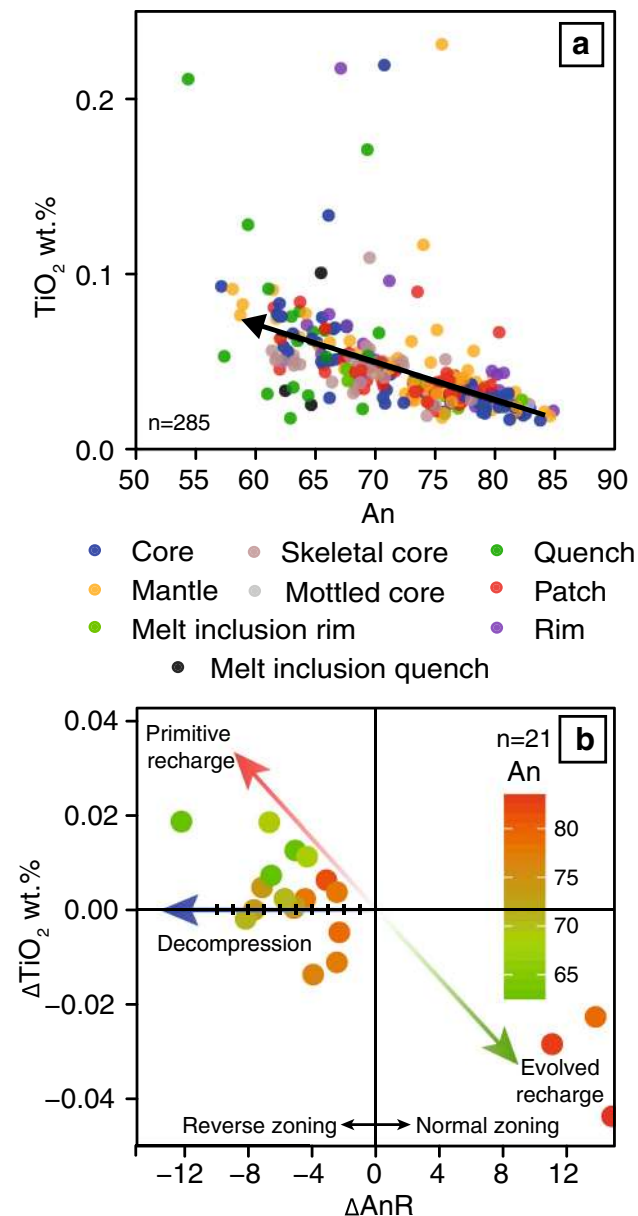 a
0.2
0.1
0.0
TiO2 wt.%
n=285
50 55 60 65 70 75 80 85 90
An
Core Skeletal core Quench
Mantle Mottled core Patch
Melt inclusion rim Rim
Melt inclusion quench
b
0.04
0.02
0.00
−0.02
−0.04
ΔTiO2 wt.%
Primitive
recharge
n=21
An
80
75
70
65
Decompression
Evolved
recharge
Reverse zoning Normal zoning
−12 −8 −4 0 4 8 12
ΔAnR